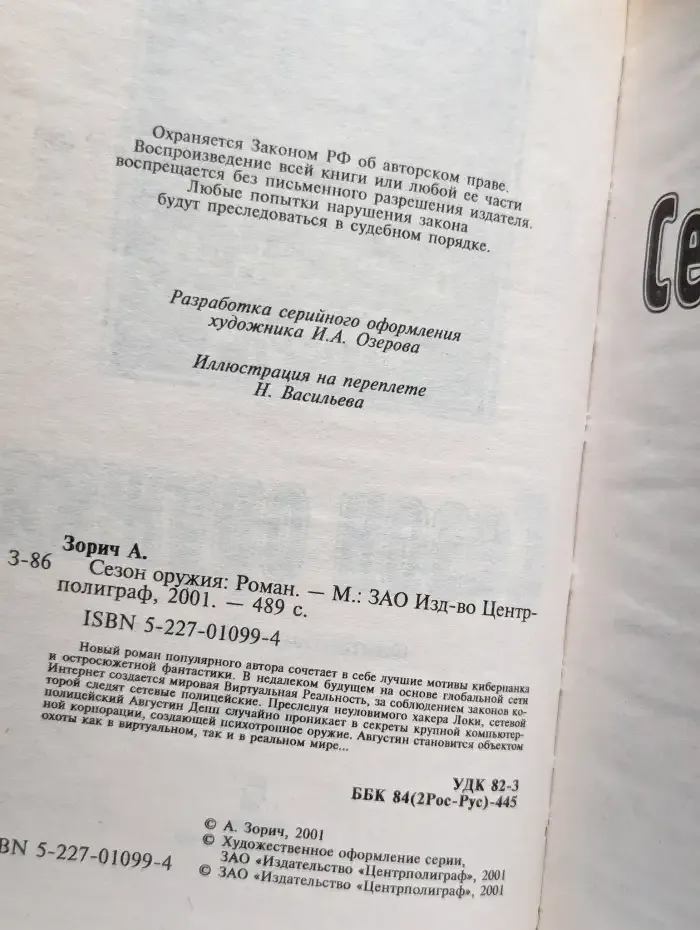 Охраняется Законом РФ об авторском праве.
Воспроизведение всей книги или любой ее части
воспрещается без письменного разрешения издателя.
Любые попытки нарушения закона
будут преследоваться в судебном порядке.
Разработка серийного оформления
художника И.А. Озерова
Иллюстрация на переплете
Н. Васильева
Зорич А.
З-86 Сезон оружия: Роман. — М.: ЗАО Изд-во Центр-
полиграф, 2001. — 489 с.
ISBN 5-227-01099-4
Новый роман популярного автора сочетает в себе лучшие мотивы киберпанка
и остросюжетной фантастики. В недалеком будущем на основе глобальной сети
Интернет создается мировая Виртуальная Реальность, за соблюдением законов ко-
торой следят сетевые полицейские. Преследуя неуловимого хакера Локи, сетевой
полицейский Августин Депп случайно проникает в секреты крупной компьютер-
ной корпорации, создающей психотропное оружие. Августин становится объектом
охоты как в виртуальном, так и в реальном мире...
УДК 82-3
ББК 84(2Рос-Рус)-445
© А. Зорич, 2001
© Художественное оформление серии,
ЗАО «Издательство «Центрполиграф», 2001
BN 5-227-01099-4 © ЗАО «Издательство «Центрполиграф», 2001
Се